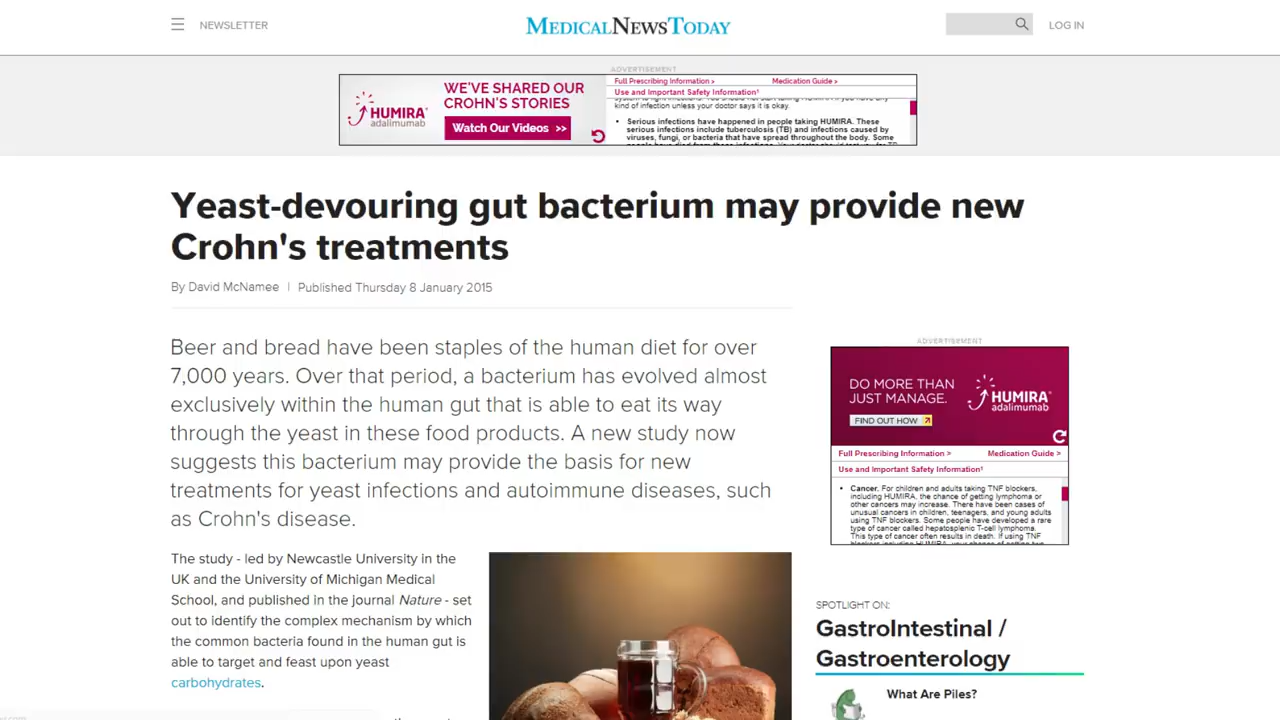 NEWSLETTER
MEDICALNEWSTODAY
LOG IN
ADVERTISEMENT
HUMIRA
adalimumab
WE'VE SHARED OUR
CROHN'S STORIES
Watch Our Videos >>
Full Prescribing Information > Medication Guide >
Use and Important Safety Information¹
kind of infection unless your doctor says it is okay.
• Serious infections have happened in people taking HUMIRA. These
serious infections include tuberculosis (TB) and infections caused by
viruses, fungi, or bacteria that have spread throughout the body. Some
Yeast-devouring gut bacterium may provide new
Crohn's treatments
By David McNamee | Published Thursday 8 January 2015
Beer and bread have been staples of the human diet for over
7,000 years. Over that period, a bacterium has evolved almost
exclusively within the human gut that is able to eat its way
through the yeast in these food products. A new study now
suggests this bacterium may provide the basis for new
treatments for yeast infections and autoimmune diseases, such
as Crohn's disease.
The study - led by Newcastle University in the
UK and the University of Michigan Medical
School, and published in the journal Nature - set
out to identify the complex mechanism by which
the common bacteria found in the human gut is
able to target and feast upon yeast
carbohydrates.
ADVERTISEMENT
DO MORE THAN
JUST MANAGE.
FIND OUT HOW
HUMIRA
adalimumab
Full Prescribing Information > Medication Guide >
Use and Important Safety Information¹
• Cancer. For children and adults taking TNF blockers,
including HUMIRA, the chance of getting lymphoma or
other cancers may increase. There have been cases of
unusual cancers in children, teenagers, and young adults
using TNF blockers. Some people have developed a rare
type of cancer called hepatosplenic T-cell lymphoma.
This type of cancer often results in death. If using TNF
SPOTLIGHT ON:
GastroIntestinal /
Gastroenterology
What Are Piles?